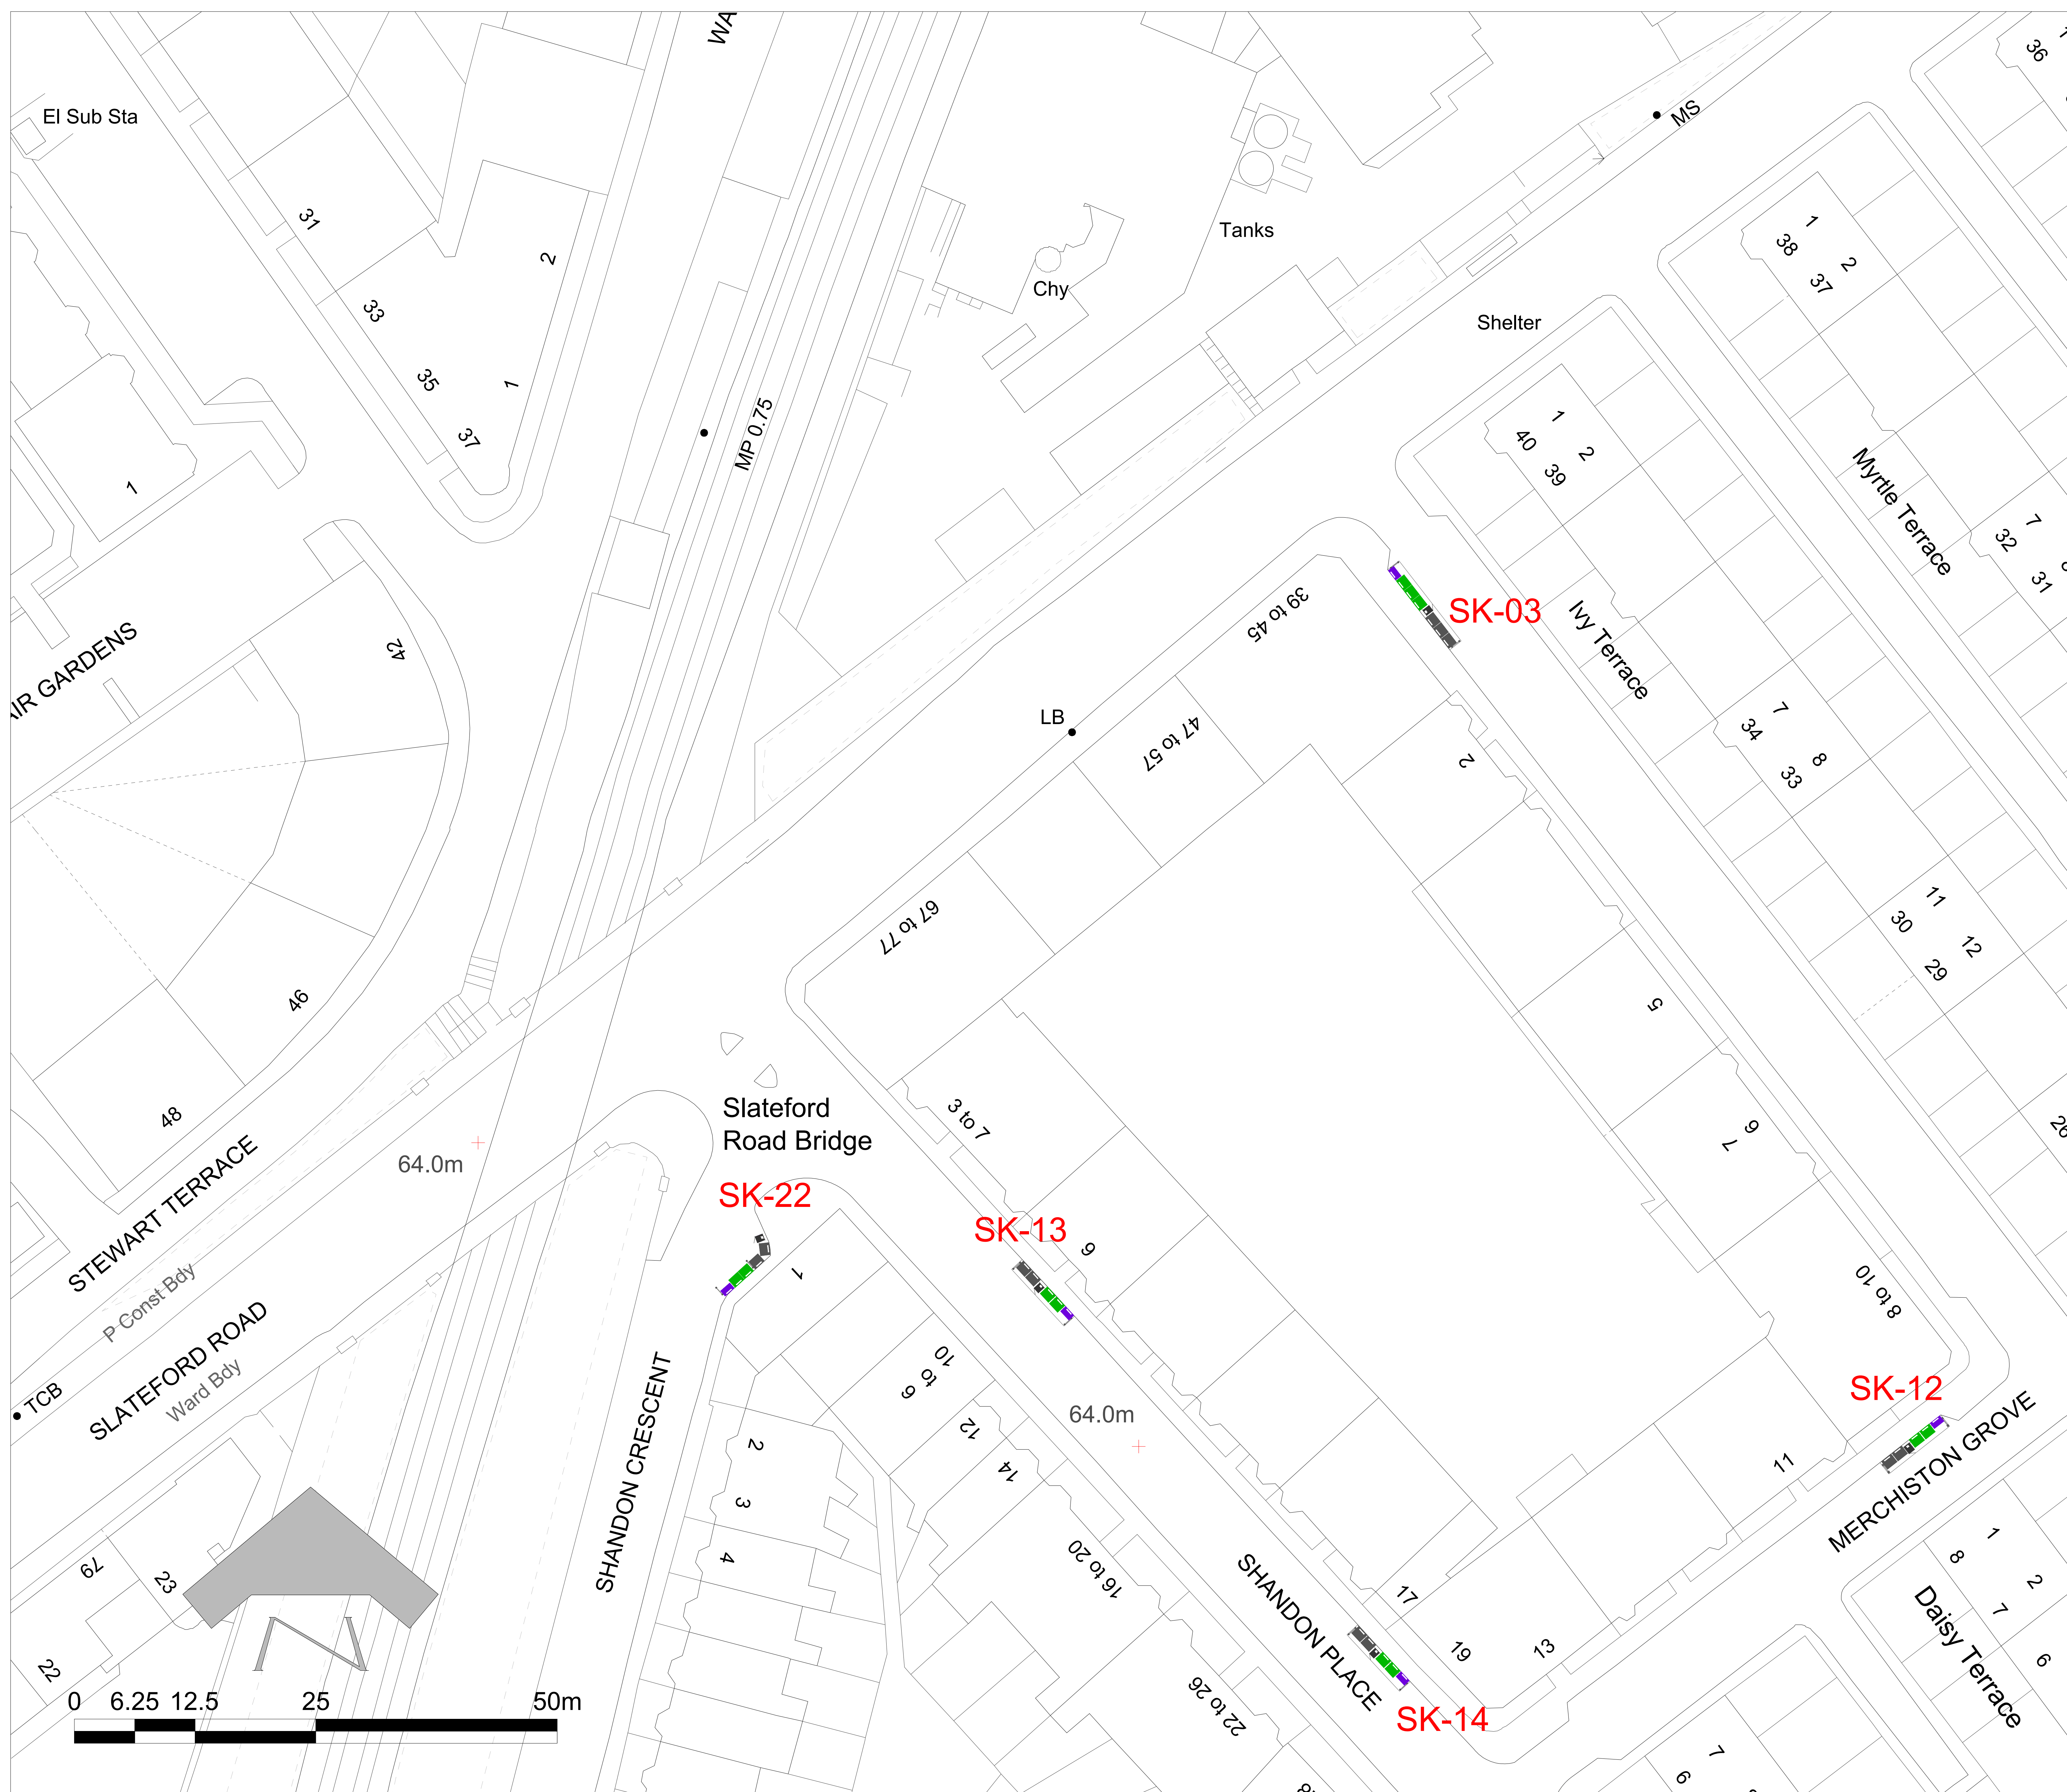 WA
El Sub Sta
MS
36
31
2
1
38
2
37
Tanks
Chy
33
Shelter
35
1
MP 0.75
37
1
40
2
39
Myrtle Terrace
1
7
32
31
39 to 45
SK-03
Ivy Terrace
AIR GARDENS
42
LB
47 to 57
2
7
34
8
33
67 to 77
11
30
12
29
46
5
48
Slateford
Road Bridge
3 to 7
6
7
26
64.0m
STEWART TERRACE
SK-22
SK-13
9
1
8 to 10
P Const Bdy
SLATEFORD ROAD
Ward Bdy
TCB
SHANDON CRESCENT
6 to 10
12
14
64.0m
SK-12
11
MERCHISTON GROVE
2
3
4
1
8
2
7
6
Daisy Terrace
79
23
22
16 to 20
SHANDON PLACE
17
19
13
22 to 26
SK-14
7
6
N
0 6.25 12.5 25 50m